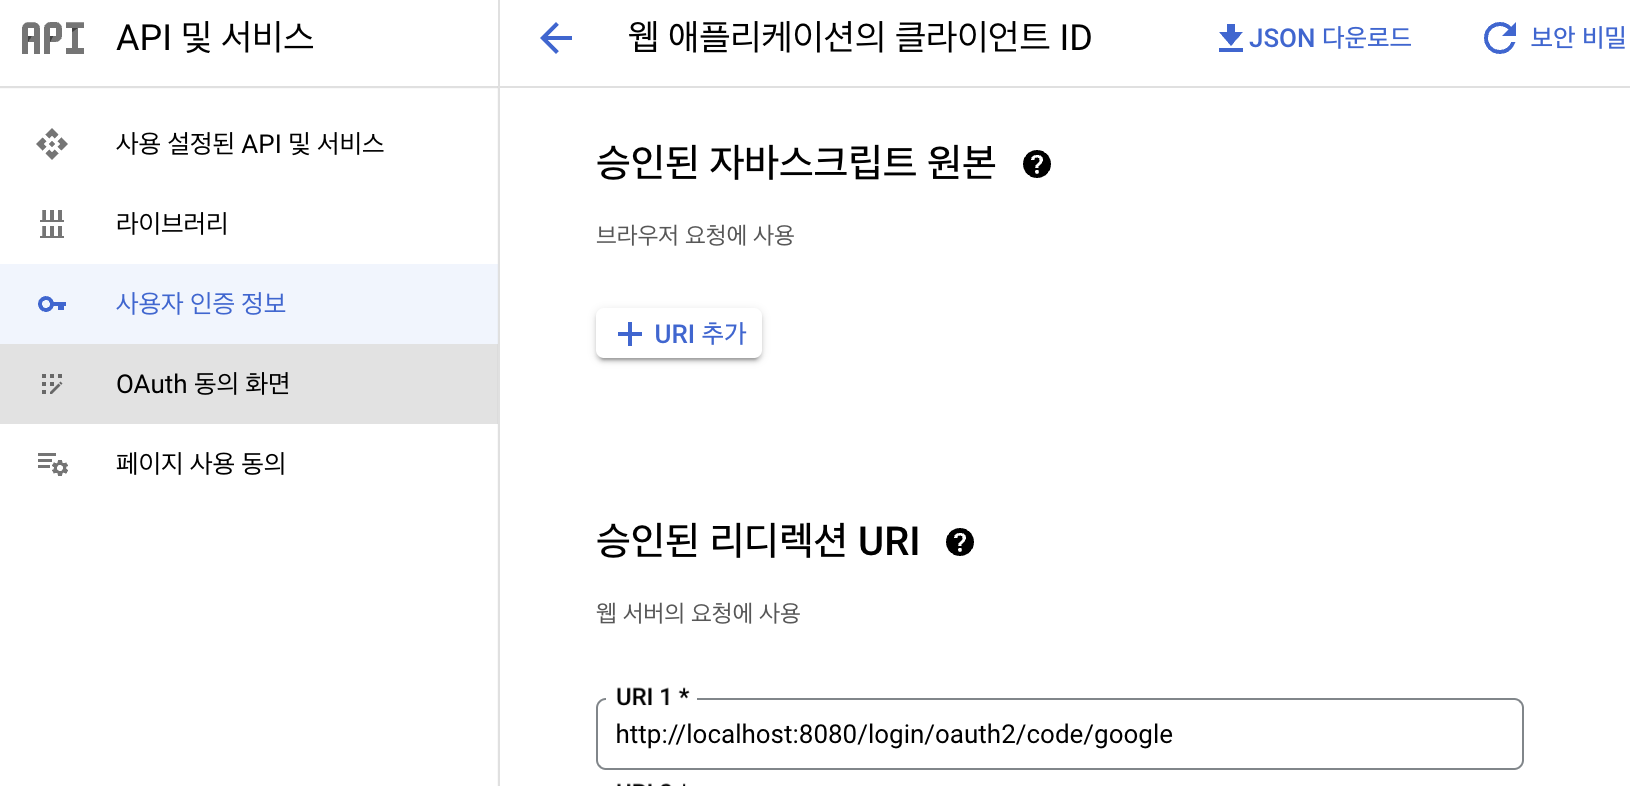 API API 및 서비스
웹 애플리케이션의 클라이언트 ID
JSON 다운로드
보안 비밀
사용 설정된 API 및 서비스
라이브러리
사용자 인증 정보
OAuth 동의 화면
페이지 사용 동의
승인된 자바스크립트 원본
브라우저 요청에 사용
URI 추가
승인된 리디렉션 URI
웹 서버의 요청에 사용
URI 1 *
http://localhost:8080/login/oauth2/code/google